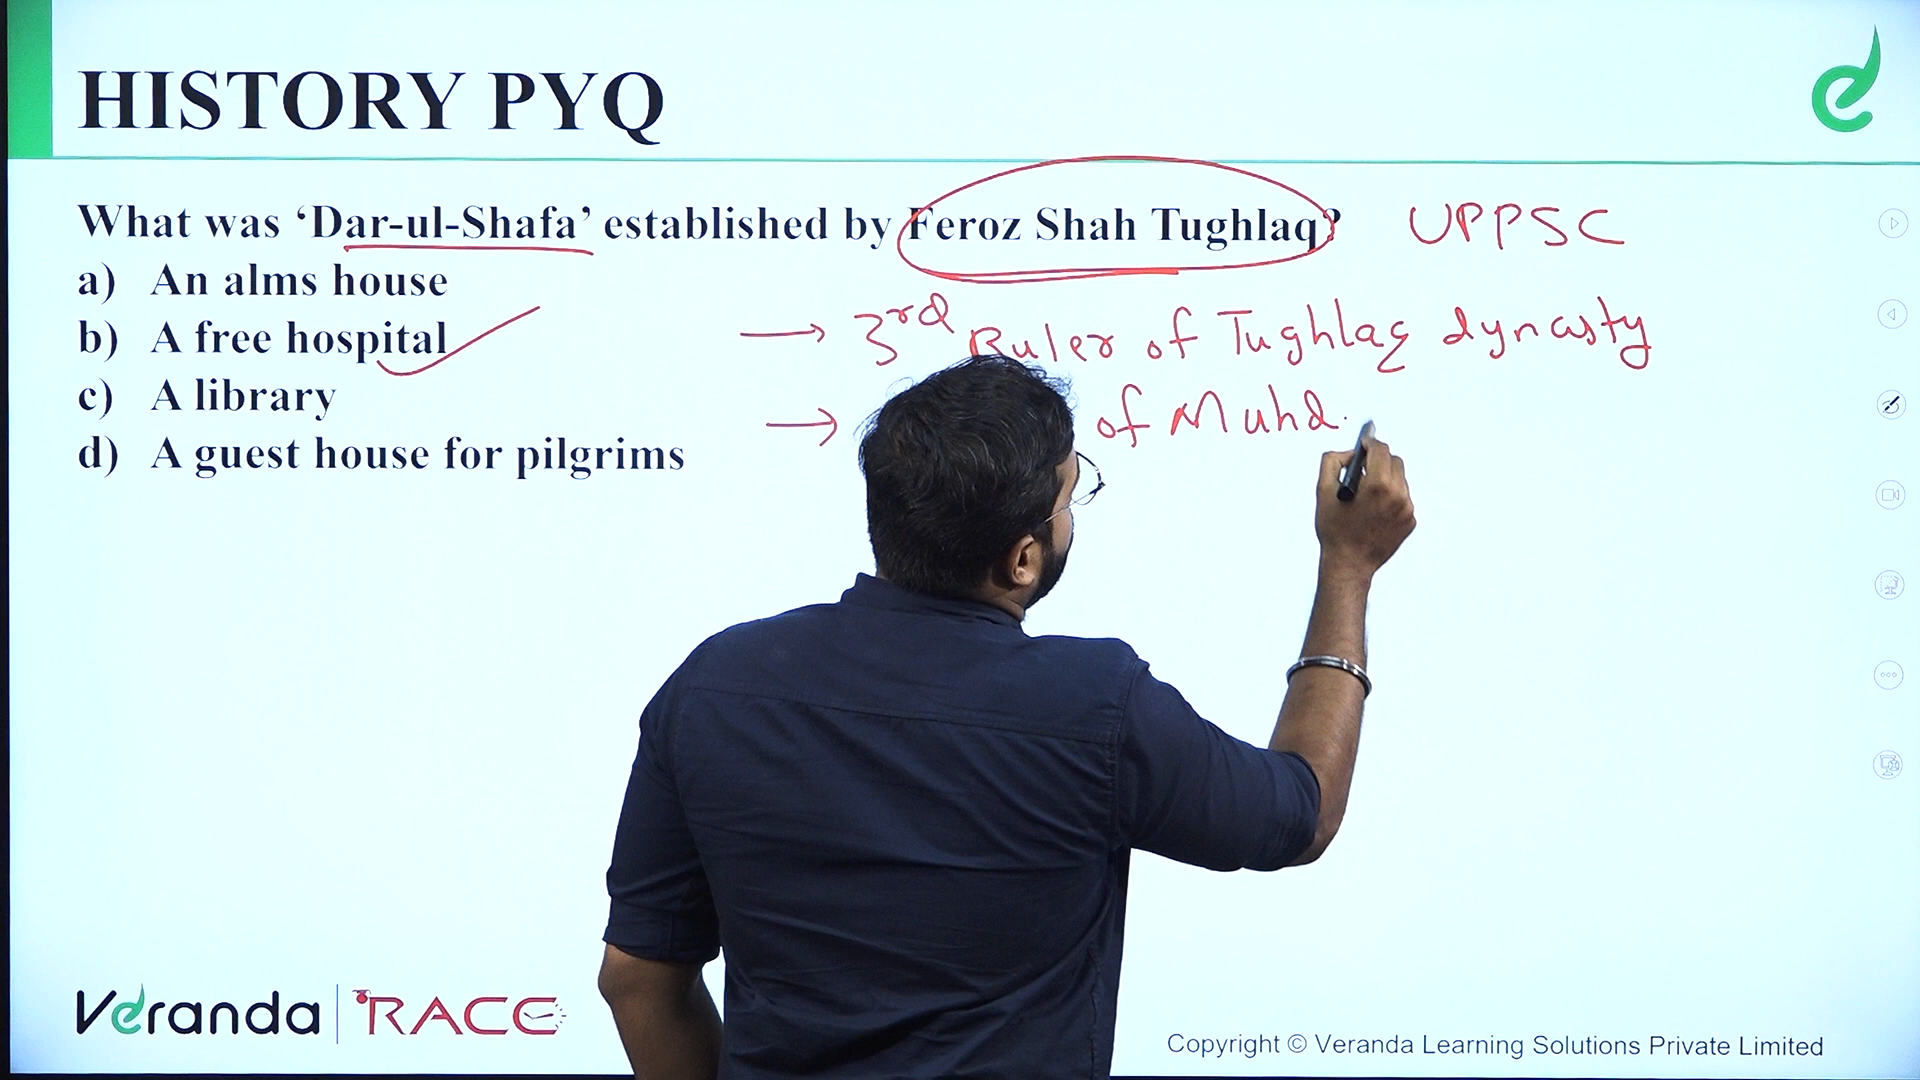 HISTORY PYQ
What was ‘Dar-ul-Shafa’ established by Feroz Shah Tughlaq? UPPSC
a) An alms house
b) A free hospital
→ 3rd Ruler of Tughlaq dynasty
c) A library
→ of Muhd.
d) A guest house for pilgrims
Veranda RACE
Copyright © Veranda Learning Solutions Private Limited